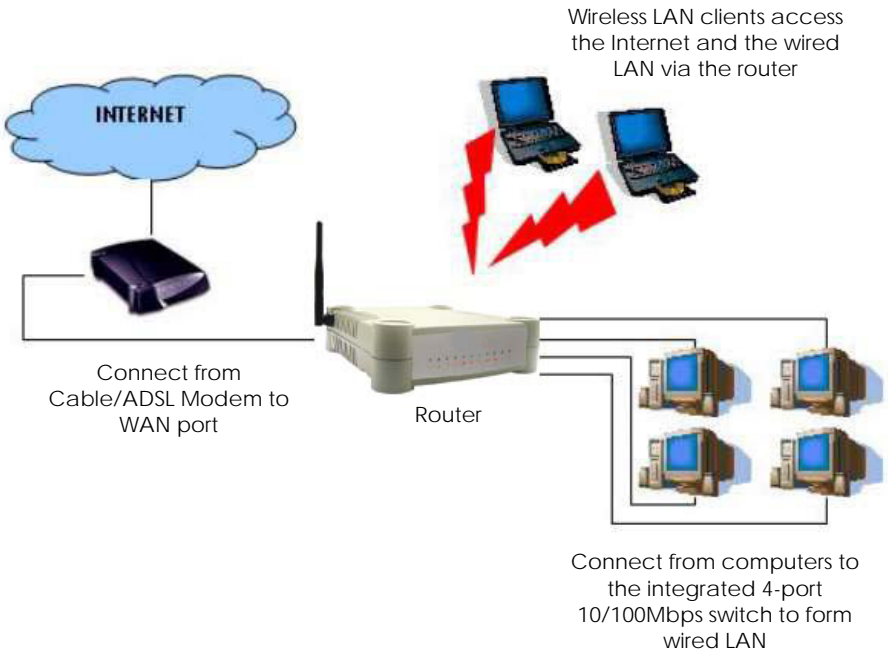 Wireless LAN clients access
the Internet and the wired
LAN via the router
INTERNET
Connect from
Cable/ADSL Modem to
WAN port
Router
Connect from computers to
the integrated 4-port
10/100Mbps switch to form
wired LAN